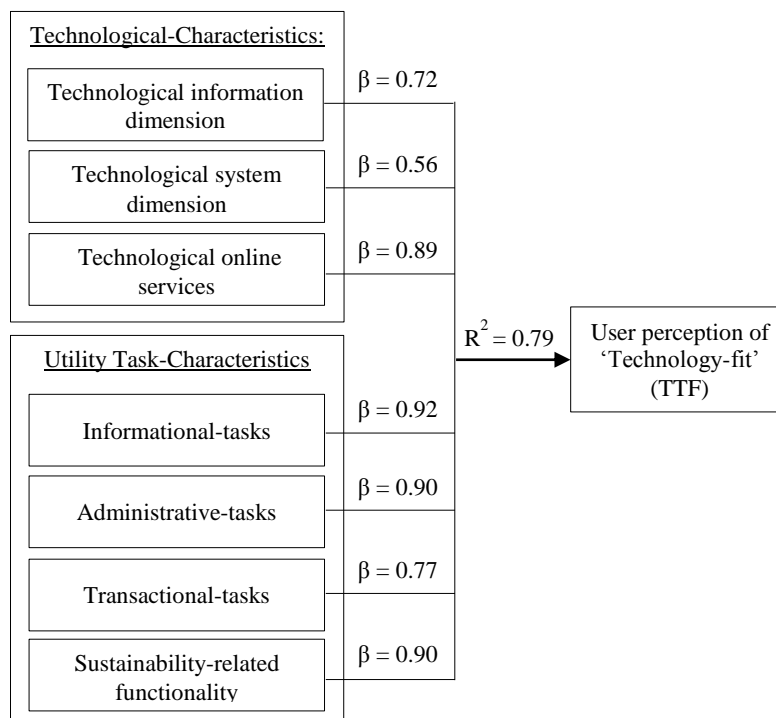 Technological-Characteristics:
Technological information
dimension
β = 0.72
Technological system
dimension
β = 0.56
Technological online
services
β = 0.89
R² = 0.79
User perception of
‘Technology-fit’
(TTF)
Utility Task-Characteristics
Informational-tasks
β = 0.92
Administrative-tasks
β = 0.90
Transactional-tasks
β = 0.77
Sustainability-related
functionality
β = 0.90